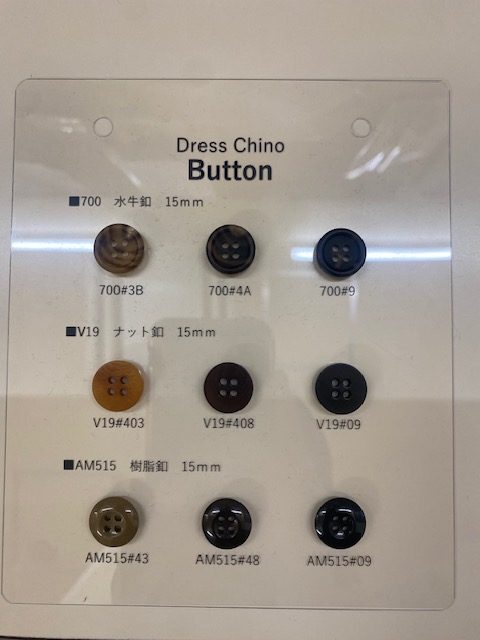 Dress Chino
Button
■700 水牛釦 15mm
700#3B 700#4A 700#9
■V19 ナット釦 15mm
V19#403 V19#408 V19#09
■AM515 樹脂釦 15mm
AM515#43 AM515#48 AM515#09